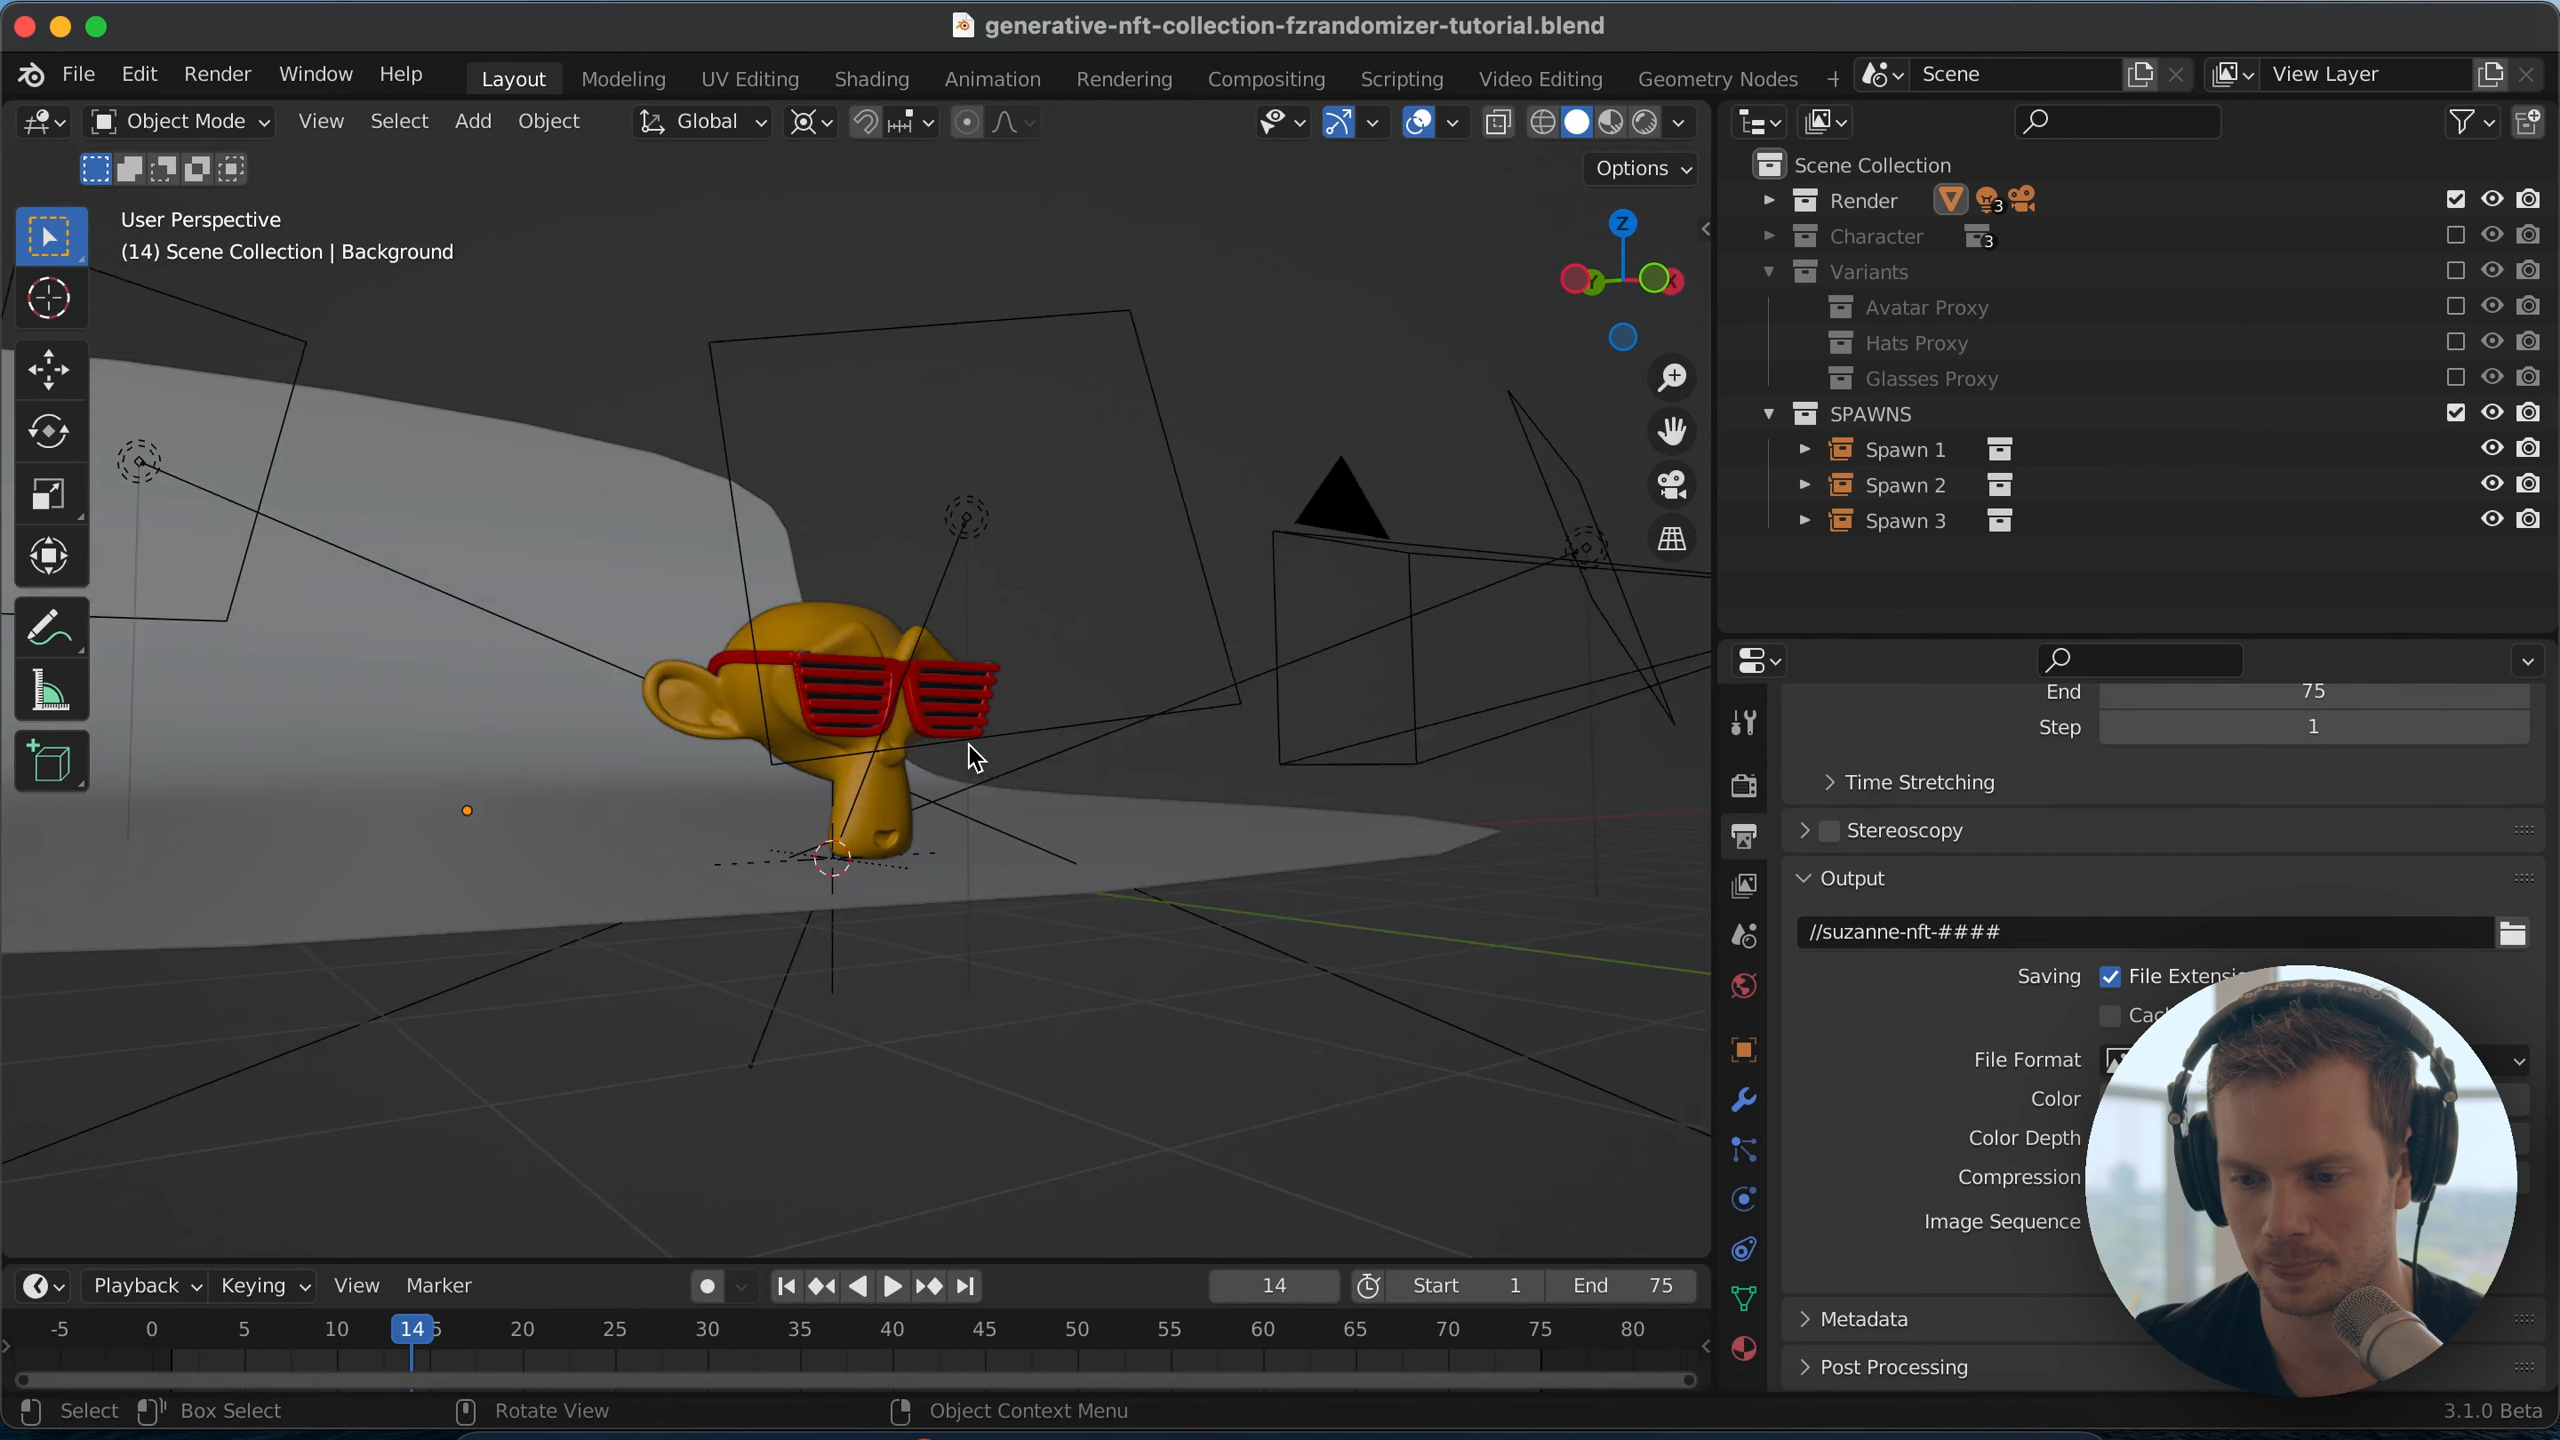 generative-nft-collection-fzrandomizer-tutorial.blend
File Edit Render Window Help Layout Modeling UV Editing Shading Animation Rendering Compositing Scripting Video Editing Geometry Nodes + Scene View Layer
Object Mode View Select Add Object Global
Options
User Perspective
(14) Scene Collection | Background
Z
Y
X
Scene Collection
Render 3
Character 3
Variants
Avatar Proxy
Hats Proxy
Glasses Proxy
SPAWNS
Spawn 1
Spawn 2
Spawn 3
End 75
Step 1
Time Stretching
Stereoscopy
Output
//suzanne-nft-####
Saving File Extensi
Cac
File Format
Color
Color Depth
Compression
Image Sequence
Metadata
Post Processing
Playback Keying View Marker 14 Start 1 End 75
-5 0 5 10 14 5 20 25 30 35 40 45 50 55 60 65 70 75 80
Select Box Select Rotate View Object Context Menu 3.1.0 Beta